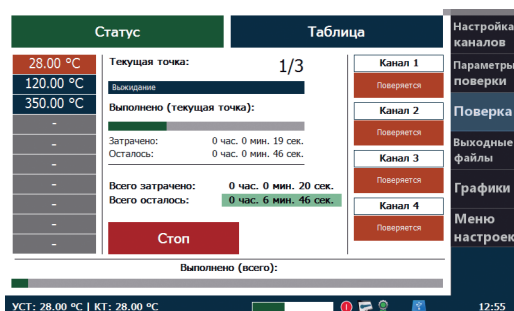 Статус
Таблица
28.00 °C
120.00 °C
350.00 °C
-
-
-
-
-
-
-
Текущая точка:
1/3
Выжидание
Выполнено (текущая точка):
Затрачено: 0 час. 0 мин. 19 сек.
Осталось: 0 час. 0 мин. 46 сек.
Всего затрачено: 0 час. 0 мин. 20 сек.
Всего осталось: 0 час. 6 мин. 46 сек.
Стоп
Канал 1
Поверяется
Канал 2
Поверяется
Канал 3
Поверяется
Канал 4
Поверяется
Выполнено (всего):
Настройка
каналов
Параметры
поверки
Поверка
Выходные
файлы
Графики
Меню
настроек
УСТ: 28.00 °C | КТ: 28.00 °C
12:55